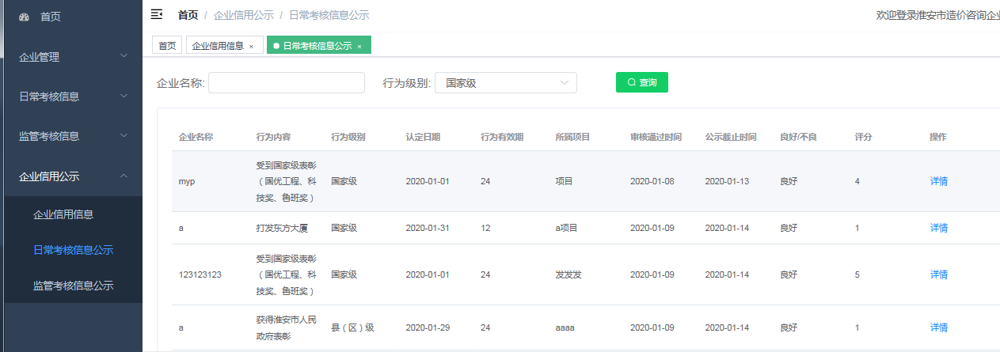 首页
企业管理
日常考核信息
监管考核信息
企业信用公示
企业信用信息
日常考核信息公示
监管考核信息公示
首页 / 企业信用公示 / 日常考核信息公示
欢迎登录淮安市造价咨询企业
首页 企业信用信息 × 日常考核信息公示 ×
企业名称: 行为级别: 国家级 查询
企业名称 行为内容 行为级别 认定日期 行为有效期 所属项目 审核通过时间 公示截止时间 良好/不良 评分 操作
受到国家级表彰
（国优工程、科
技奖、鲁班奖）
myp 国家级 2020-01-01 24 项目 2020-01-08 2020-01-13 良好 4 详情
a 打发东方大厦 国家级 2020-01-31 12 a项目 2020-01-09 2020-01-14 良好 1 详情
受到国家级表彰
（国优工程、科
技奖、鲁班奖）
123123123 国家级 2020-01-01 24 发发发 2020-01-09 2020-01-14 良好 5 详情
获得淮安市人民
政府表彰
a 县（区）级 2020-01-29 24 aaaa 2020-01-09 2020-01-14 良好 1 详情